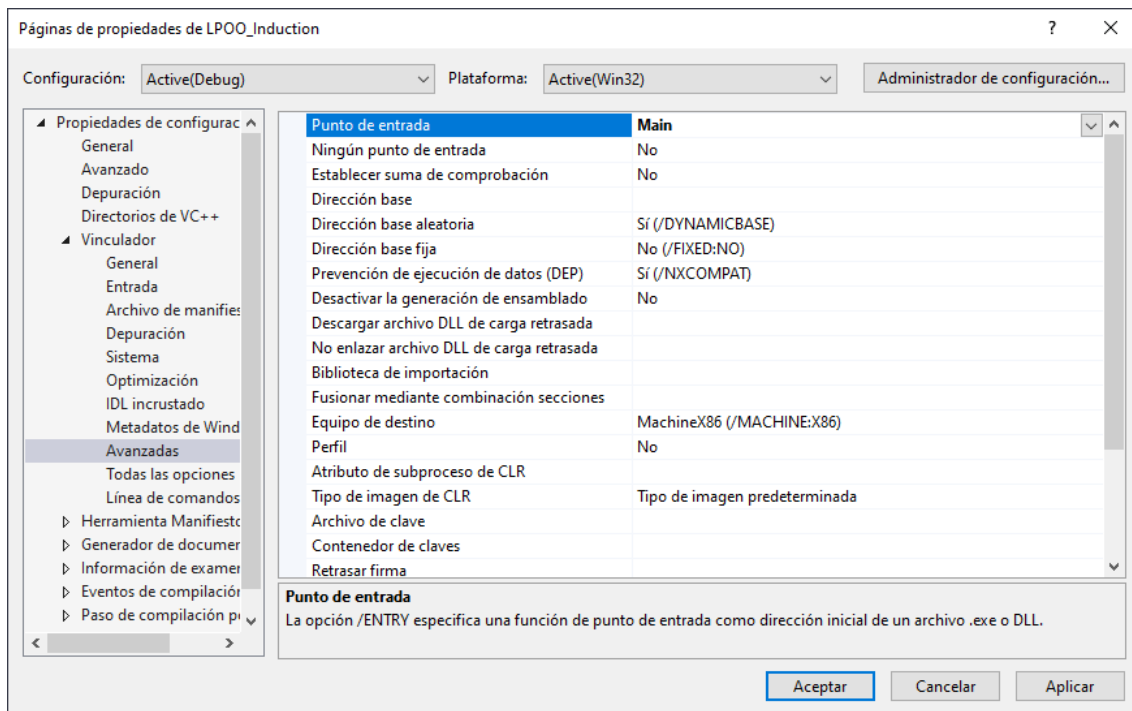 Páginas de propiedades de LPOO_Induction
? X
Configuración: Active(Debug) Plataforma: Active(Win32) Administrador de configuración...
Propiedades de configurac
General
Avanzado
Depuración
Directorios de VC++
Vinculador
General
Entrada
Archivo de manifies
Depuración
Sistema
Optimización
IDL incrustado
Metadatos de Wind
Avanzadas
Todas las opciones
Línea de comandos
Herramienta Manifiesto
Generador de documer
Información de examer
Eventos de compilación
Paso de compilación pe
Punto de entrada Main
Ningún punto de entrada No
Establecer suma de comprobación No
Dirección base
Dirección base aleatoria Sí (/DYNAMICBASE)
Dirección base fija No (/FIXED:NO)
Prevención de ejecución de datos (DEP) Sí (/NXCOMPAT)
Desactivar la generación de ensamblado No
Descargar archivo DLL de carga retrasada
No enlazar archivo DLL de carga retrasada
Biblioteca de importación
Fusionar mediante combinación secciones
Equipo de destino MachineX86 (/MACHINE:X86)
Perfil No
Atributo de subproceso de CLR
Tipo de imagen de CLR Tipo de imagen predeterminada
Archivo de clave
Contenedor de claves
Retrasar firma
Punto de entrada
La opción /ENTRY especifica una función de punto de entrada como dirección inicial de un archivo .exe o DLL.
Aceptar Cancelar Aplicar